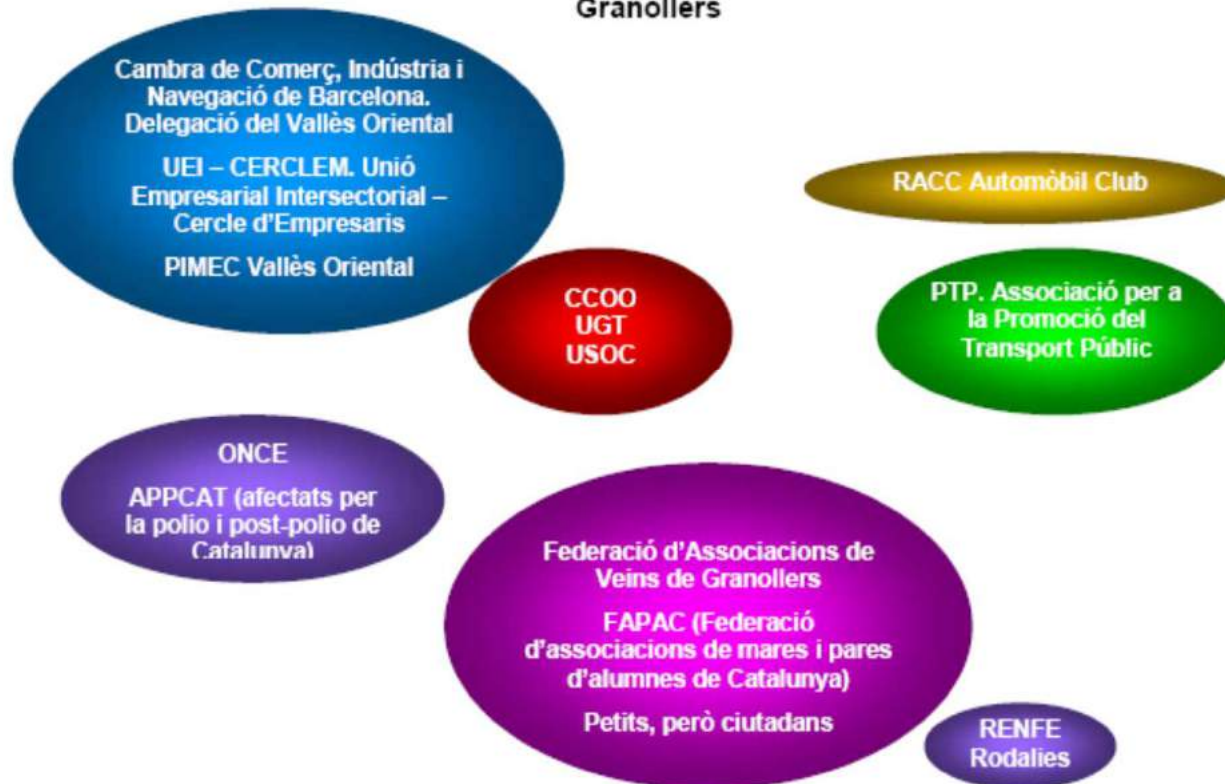 Granollers
Cambra de Comerç, Indústria i
Navegació de Barcelona.
Delegació del Vallès Oriental
UEI – CERCLEM. Unió
Empresarial Intersectorial –
Cercle d'Empresaris
PIMEC Vallès Oriental
RACC Automòbil Club
CCOO
UGT
USOC
PTP. Associació per a
la Promoció del
Transport Públic
ONCE
APPCAT (afectats per
la polio i post-polio de
Catalunya)
Federació d'Associacions de
Veins de Granollers
FAPAC (Federació
d'associacions de mares i pares
d'alumnes de Catalunya)
Petits, però ciutadans
RENFE
Rodalies